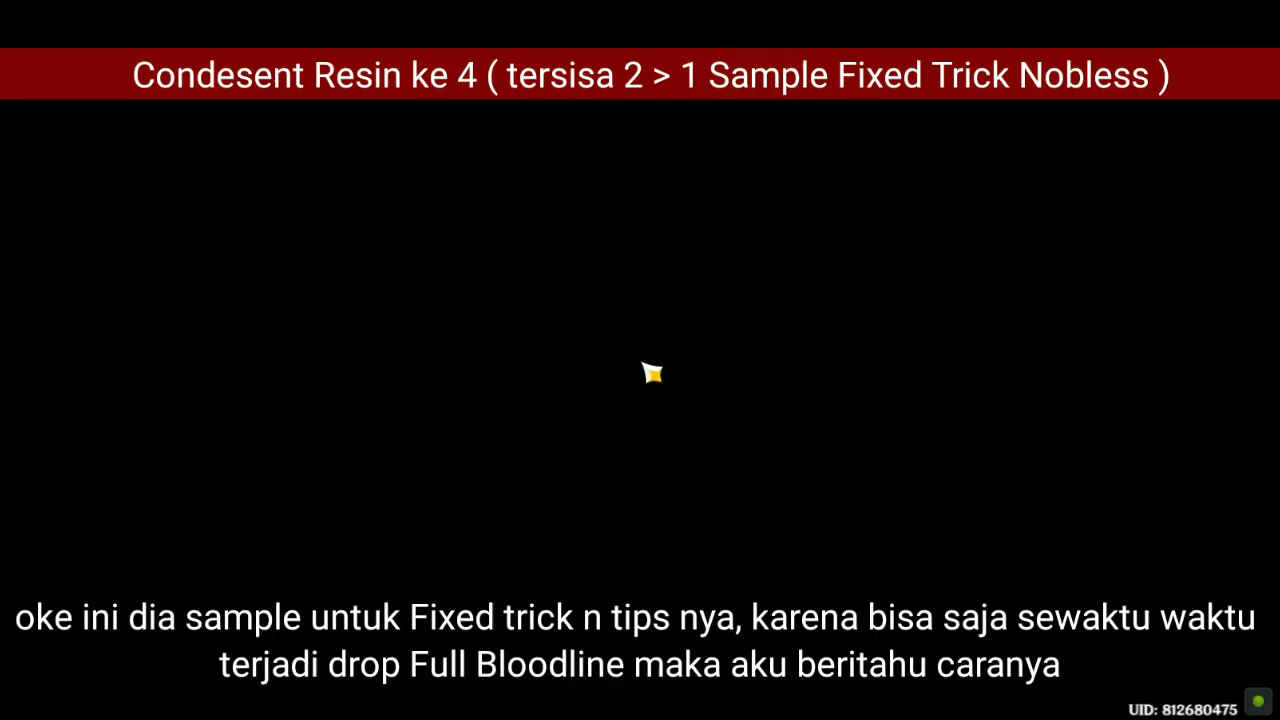 Condesent Resin ke 4 ( tersisa 2 > 1 Sample Fixed Trick Nobless )
oke ini dia sample untuk Fixed trick n tips nya, karena bisa saja sewaktu waktu
terjadi drop Full Bloodline maka aku beritahu caranya
UID: 812680475